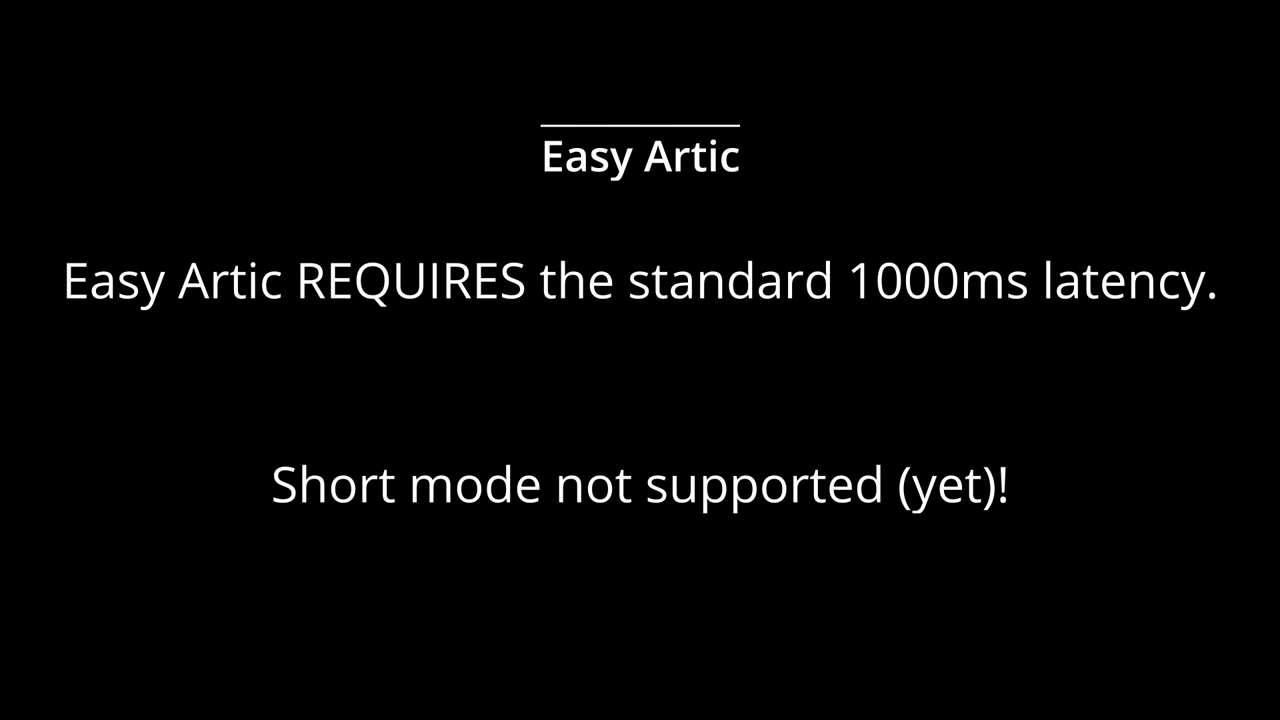 Easy Artic
Easy Artic REQUIRES the standard 1000ms latency.
Short mode not supported (yet)!